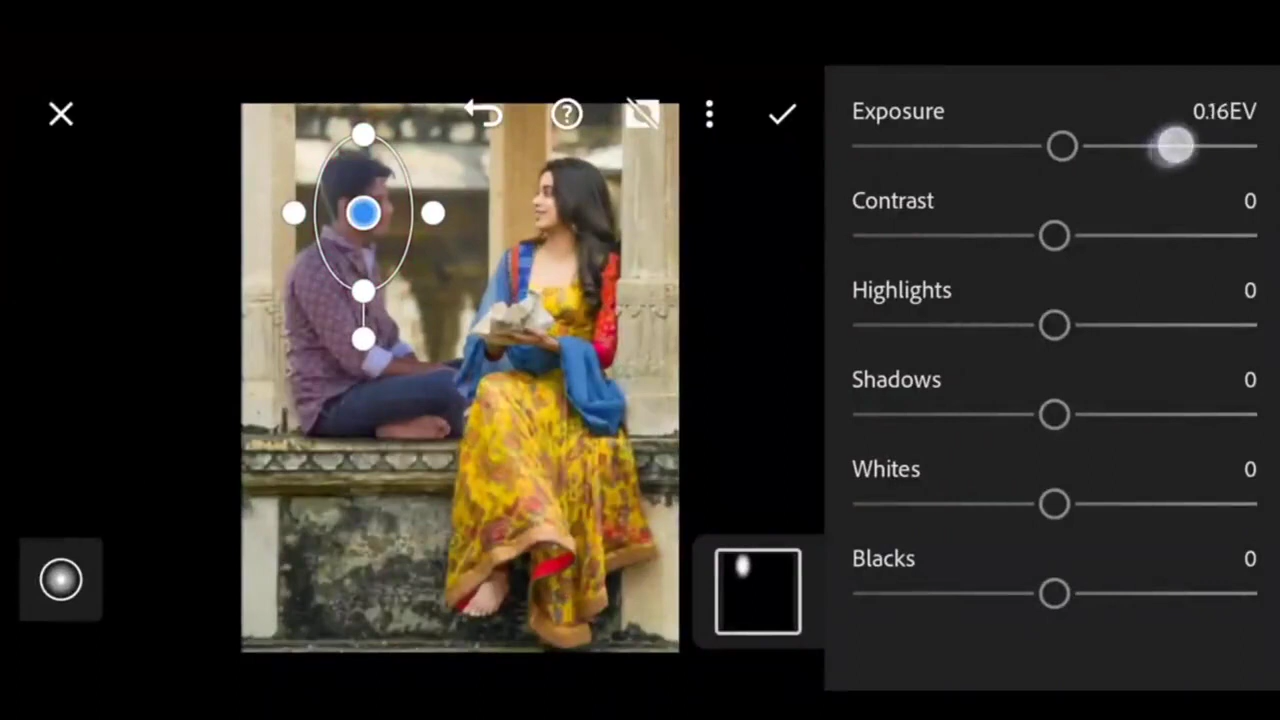 ?
Exposure 0.16EV
Contrast 0
Highlights 0
Shadows 0
Whites 0
Blacks 0